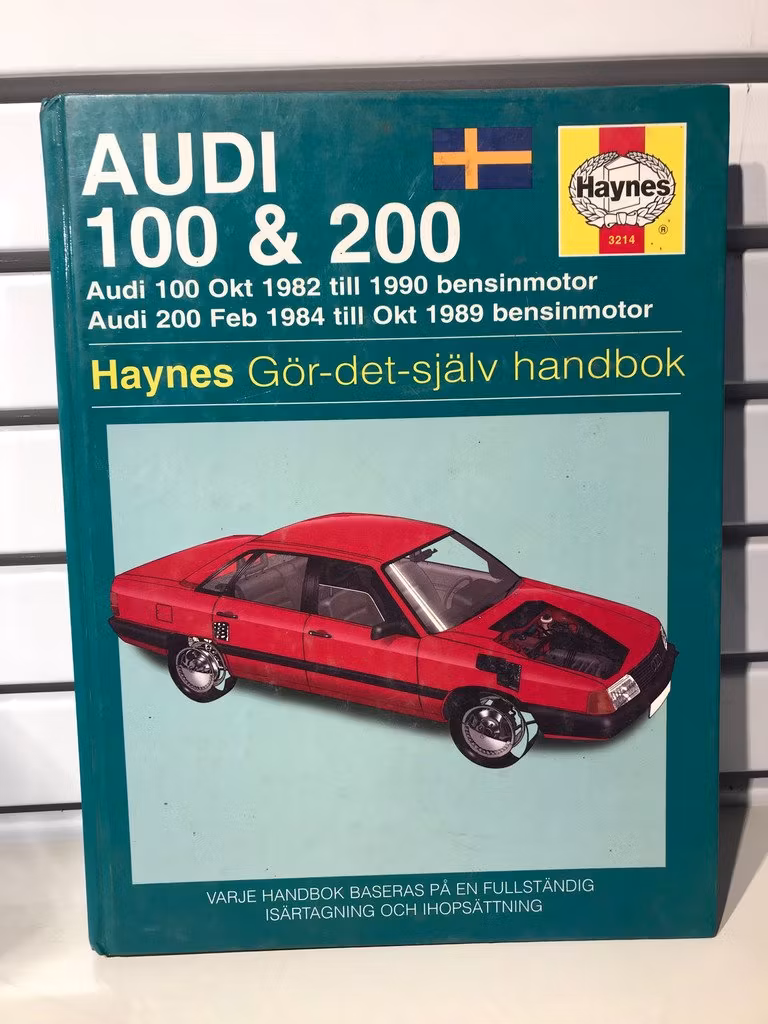 AUDI
100 & 200
Haynes
®
3214
Audi 100 Okt 1982 till 1990 bensinmotor
Audi 200 Feb 1984 till Okt 1989 bensinmotor
Haynes Gör-det-själv handbok
VARJE HANDBOK BASERAS PÅ EN FULLSTÄNDIG
ISÄRTAGNING OCH IHOPSÄTTNING